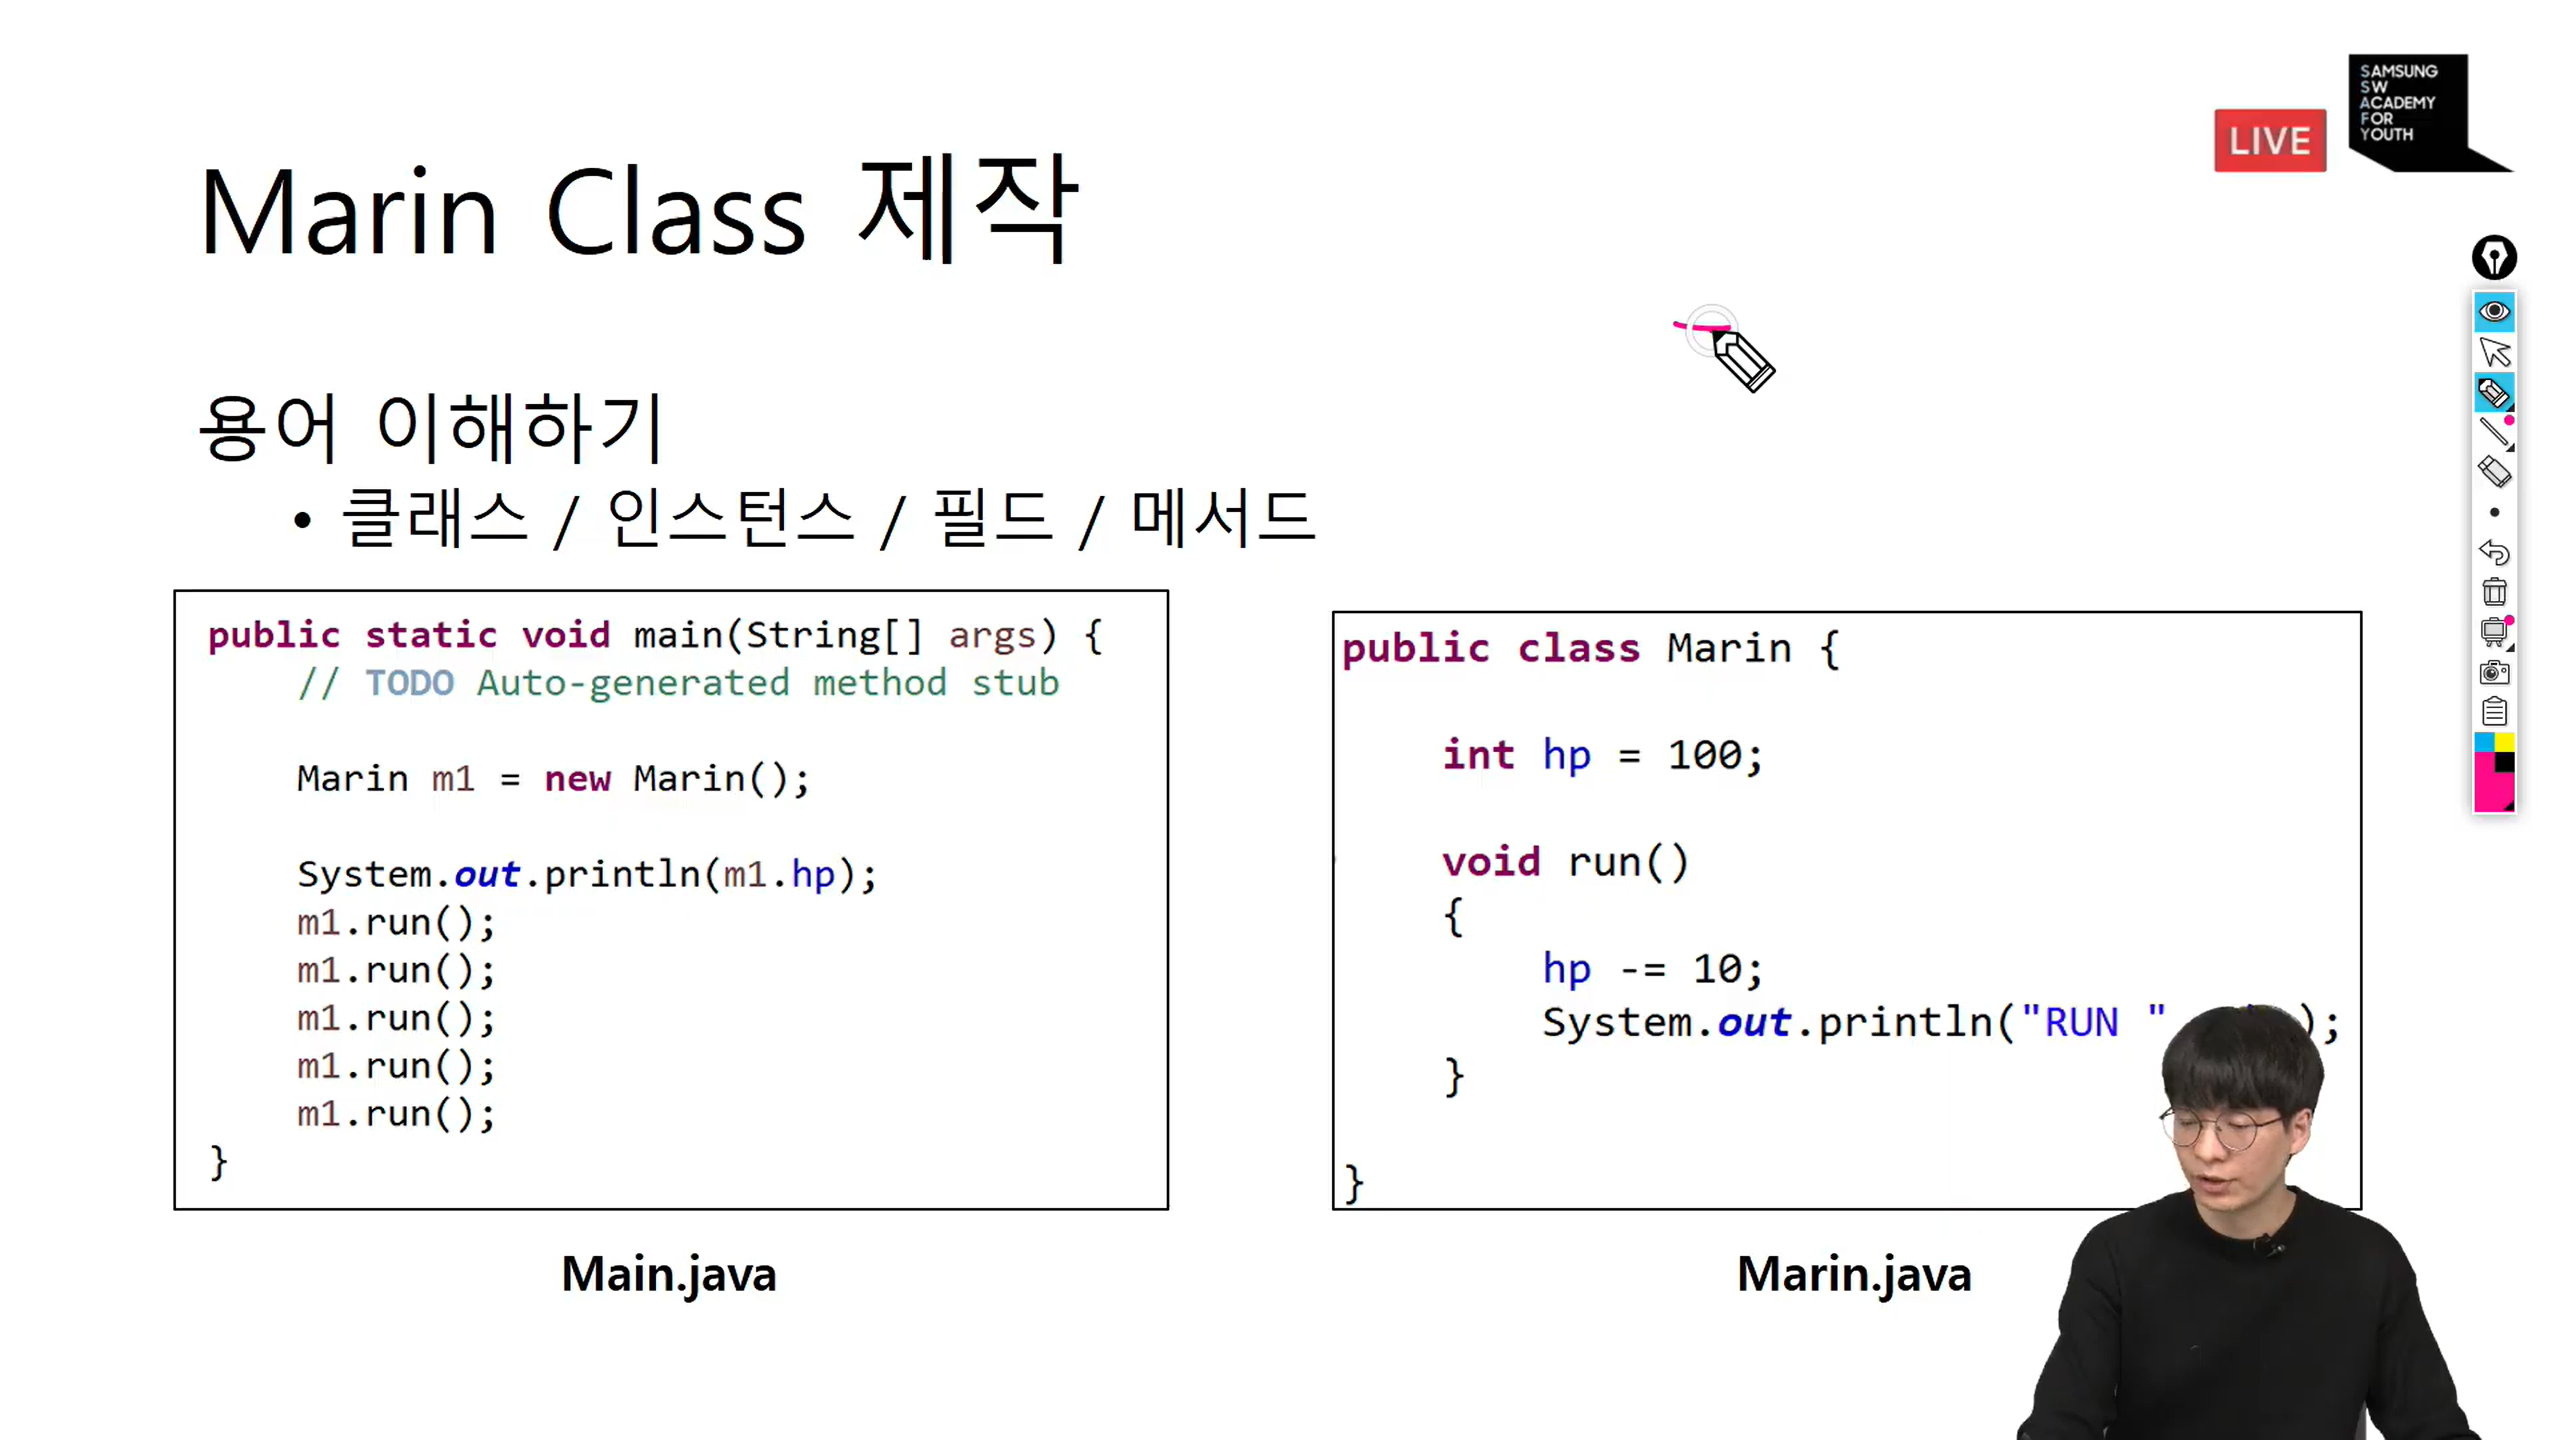 SAMSUNG
SW
ACADEMY
FOR
YOUTH
LIVE
Marin Class 제작
용어 이해하기
• 클래스 / 인스턴스 / 필드 / 메서드
public static void main(String[] args) {
// TODO Auto-generated method stub
Marin m1 = new Marin();
System.out.println(m1.hp);
m1.run();
m1.run();
m1.run();
m1.run();
m1.run();
}
Main.java
public class Marin {
int hp = 100;
void run()
{
hp -= 10;
System.out.println("RUN " );
}
}
Marin.java